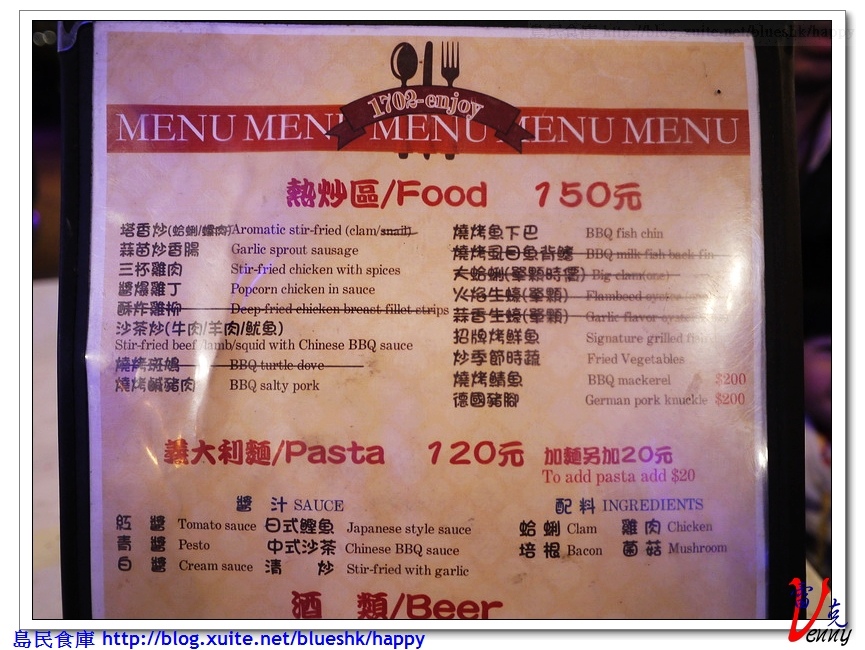 島民食庫 http://blog.xuite.net/blueshk/happy
1702-enjoy
MENU MENU MENU MENU MENU
熱炒區/Food 150元
塔香炒(蛤蜊/螺肉) Aromatic stir-fried (clam/snail)
蒜苗炒香腸 Garlic sprout sausage
三杯雞肉 Stir-fried chicken with spices
醬爆雞丁 Popcorn chicken in sauce
酥炸雞柳 Deep-fried chicken breast fillet strips
沙茶炒(牛肉/羊肉/魷魚)
Stir-fried beef/lamb/squid with Chinese BBQ sauce
燒烤斑鳩 BBQ turtle dove
燒烤鹹豬肉 BBQ salty pork
燒烤魚下巴 BBQ fish chin
燒烤虱目魚背鰭 BBQ milk fish back fin
大蛤蜊(單顆時價) Big clam(one)
火焰生蠔(單顆) Flambeed oyster
蒜香生蠔(單顆) Garlic flavor oyster
招牌烤鮮魚 Signature grilled fish
炒季節時蔬 Fried Vegetables
燒烤鯖魚 BBQ mackerel $200
德國豬腳 German pork knuckle $200
義大利麵/Pasta 120元 加麵另加20元
To add pasta add $20
醬汁 SAUCE
紅醬 Tomato sauce 日式鰹魚 Japanese style sauce
青醬 Pesto 中式沙茶 Chinese BBQ sauce
白醬 Cream sauce 清炒 Stir-fried with garlic
配料 INGREDIENTS
蛤蜊 Clam 雞肉 Chicken
培根 Bacon 菌菇 Mushroom
酒類/Beer
富克
Venny
島民食庫 http://blog.xuite.net/blueshk/happy